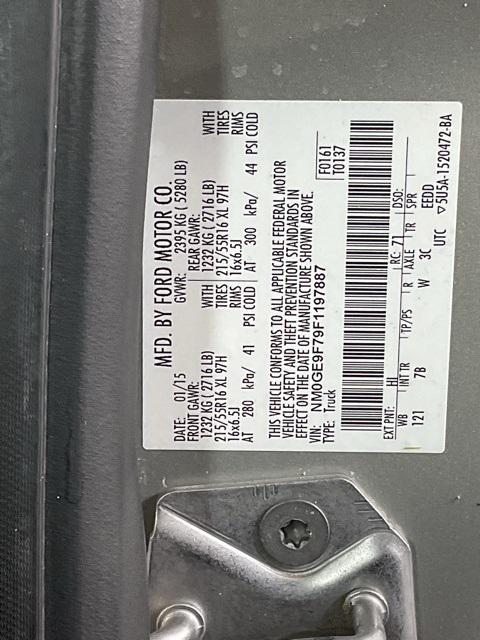 MFD. BY FORD MOTOR CO.
DATE: 01/15 GVWR: 2395 KG ( 5280 LB)
FRONT GAWR: REAR GAWR:
1232 KG ( 2716 LB) WITH 1232 KG ( 2716 LB) WITH
215/55R16 XL 97H TIRES 215/55R16 XL 97H TIRES
16x6.5J RIMS 16x6.5J RIMS
AT 280 kPa/ 41 PSI COLD AT 300 kPa/ 44 PSI COLD
THIS VEHICLE CONFORMS TO ALL APPLICABLE FEDERAL MOTOR
VEHICLE SAFETY AND THEFT PREVENTION STANDARDS IN
EFFECT ON THE DATE OF MANUFACTURE SHOWN ABOVE.
VIN: NM0GE9F79F1197887
TYPE: Truck
F0161
T0137
EXT PNT: HI RC: 71 DSO:
WB INT TR TP/PS R AXLE TR SPR
121 7B W 3C EEDD
UTC ▽5U5A-1520472-BA